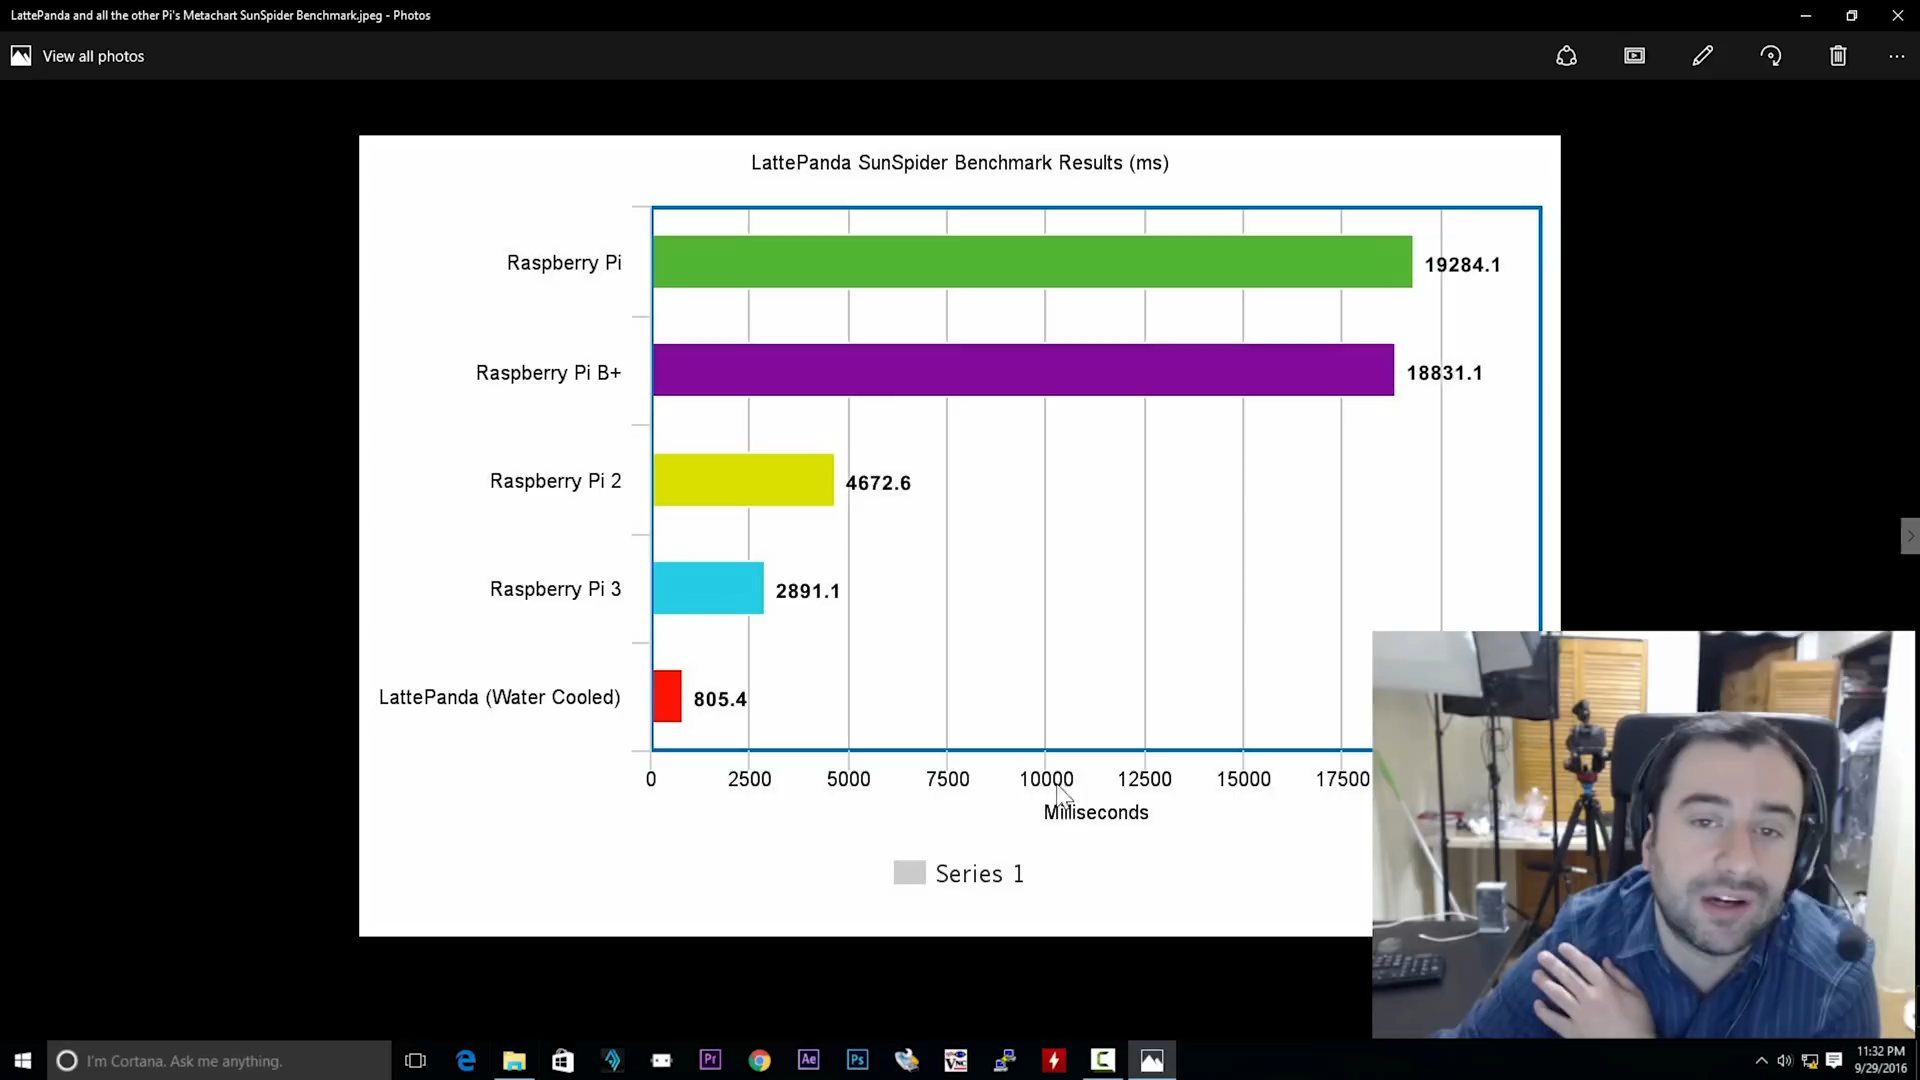 LattePanda and all the other Pi's Metachart SunSpider Benchmark.jpeg - Photos
View all photos
LattePanda SunSpider Benchmark Results (ms)
Raspberry Pi
19284.1
Raspberry Pi B+
18831.1
Raspberry Pi 2
4672.6
Raspberry Pi 3
2891.1
LattePanda (Water Cooled)
805.4
0 2500 5000 7500 10000 12500 15000 17500
Milliseconds
Series 1
I'm Cortana. Ask me anything.
Pr
Ae
Ps
11:32 PM
9/29/2016